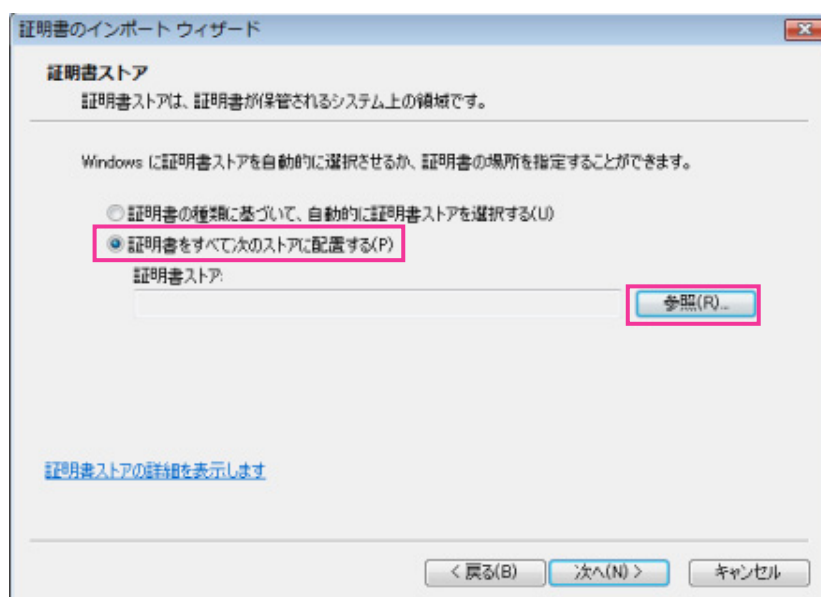 証明書のインポート ウィザード
証明書ストア
証明書ストアは、証明書が保管されるシステム上の領域です。
Windows に証明書ストアを自動的に選択させるか、証明書の場所を指定することができます。
証明書の種類に基づいて、自動的に証明書ストアを選択する(U)
証明書をすべて次のストアに配置する(P)
証明書ストア:
参照(R)...
証明書ストアの詳細を表示します
< 戻る(B)
次へ(N) >
キャンセル